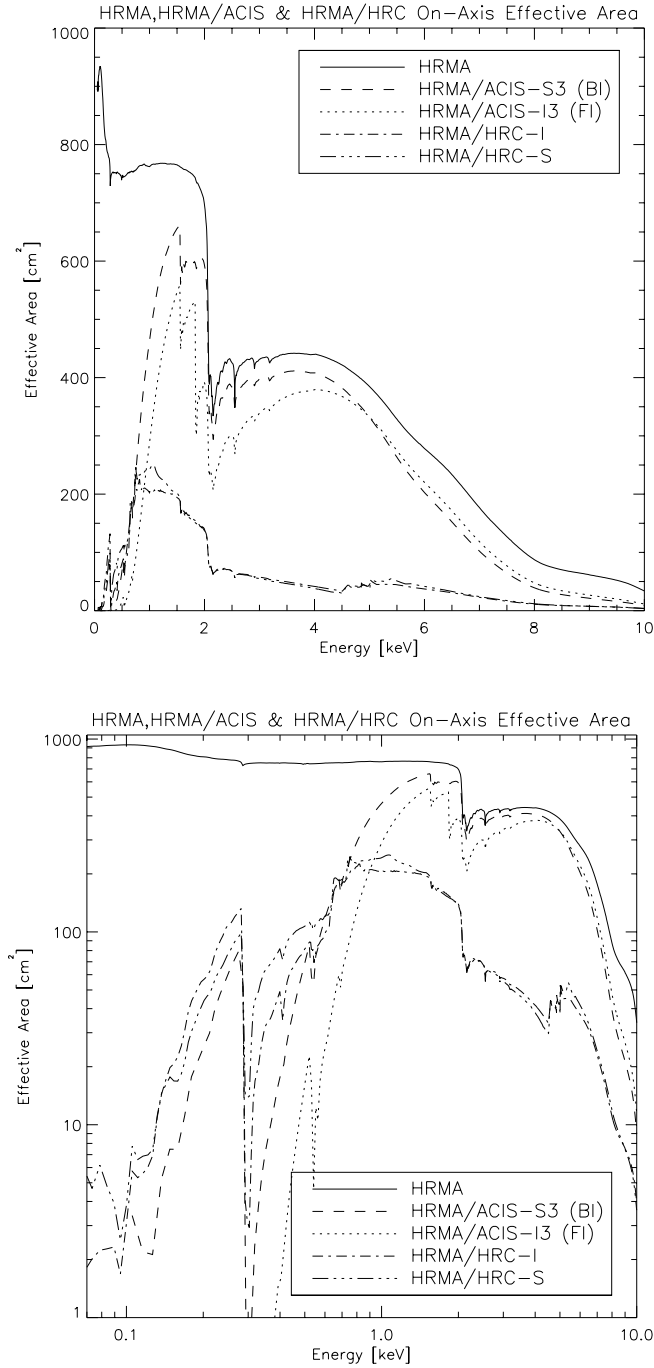 HRMA,HRMA/ACIS & HRMA/HRC On-Axis Effective Area
1000
800
600
400
200
0
Effective Area [cm²]
HRMA
HRMA/ACIS-S3 (BI)
HRMA/ACIS-I3 (FI)
HRMA/HRC-I
HRMA/HRC-S
0 2 4 6 8 10
Energy [keV]
HRMA,HRMA/ACIS & HRMA/HRC On-Axis Effective Area
1000
100
10
1
Effective Area [cm²]
HRMA
HRMA/ACIS-S3 (BI)
HRMA/ACIS-I3 (FI)
HRMA/HRC-I
HRMA/HRC-S
0.1 1.0 10.0
Energy [keV]